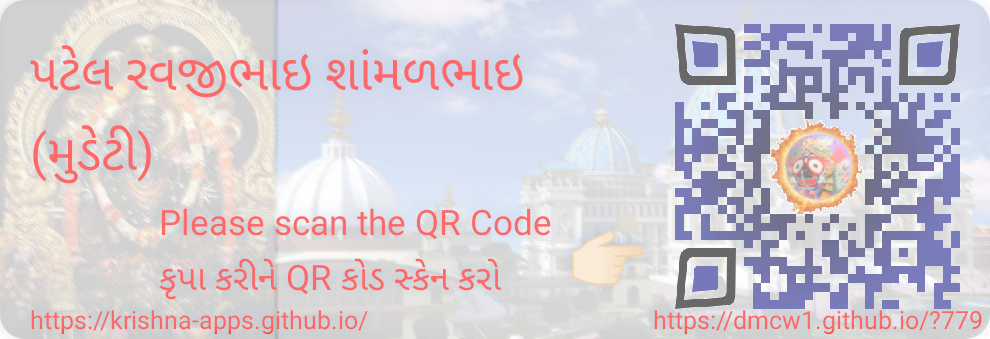 પટેલ રવજીભાઇ શાંમળભાઇ
(મુડેટી)
Please scan the QR Code
કૃપા કરીને QR કોડ સ્કેન કરો
https://krishna-apps.github.io/
https://dmcw1.github.io/?779